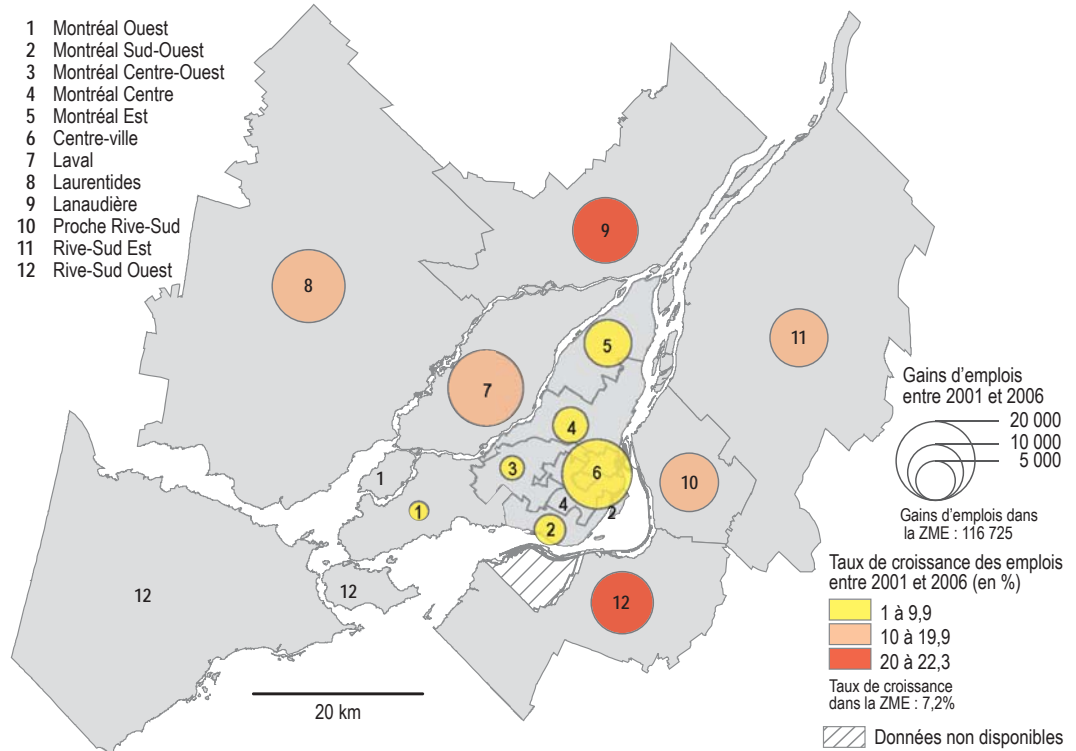 1 Montréal Ouest
2 Montréal Sud-Ouest
3 Montréal Centre-Ouest
4 Montréal Centre
5 Montréal Est
6 Centre-ville
7 Laval
8 Laurentides
9 Lanaudière
10 Proche Rive-Sud
11 Rive-Sud Est
12 Rive-Sud Ouest
9
8
11
5
7
4
3
6
1
10
1
4
2
2
12
12
12
20 km
Gains d'emplois
entre 2001 et 2006
20 000
10 000
5 000
Gains d'emplois dans
la ZME : 116 725
Taux de croissance des emplois
entre 2001 et 2006 (en %)
1 à 9,9
10 à 19,9
20 à 22,3
Taux de croissance
dans la ZME : 7,2%
Données non disponibles